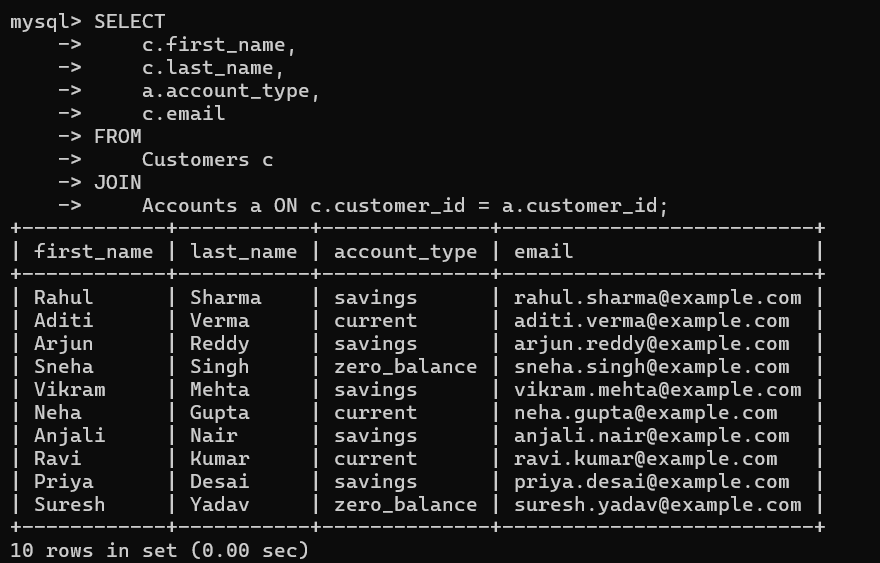 mysql> SELECT
    ->     c.first_name,
    ->     c.last_name,
    ->     a.account_type,
    ->     c.email
    -> FROM
    ->     Customers c
    -> JOIN
    ->     Accounts a ON c.customer_id = a.customer_id;
+------------+-----------+--------------+--------------------------+
| first_name | last_name | account_type | email                    |
+------------+-----------+--------------+--------------------------+
| Rahul      | Sharma    | savings      | rahul.sharma@example.com |
| Aditi      | Verma     | current      | aditi.verma@example.com  |
| Arjun      | Reddy     | savings      | arjun.reddy@example.com  |
| Sneha      | Singh     | zero_balance | sneha.singh@example.com  |
| Vikram     | Mehta     | savings      | vikram.mehta@example.com |
| Neha       | Gupta     | current      | neha.gupta@example.com   |
| Anjali     | Nair      | savings      | anjali.nair@example.com  |
| Ravi       | Kumar     | current      | ravi.kumar@example.com   |
| Priya      | Desai     | savings      | priya.desai@example.com  |
| Suresh     | Yadav     | zero_balance | suresh.yadav@example.com |
+------------+-----------+--------------+--------------------------+
10 rows in set (0.00 sec)